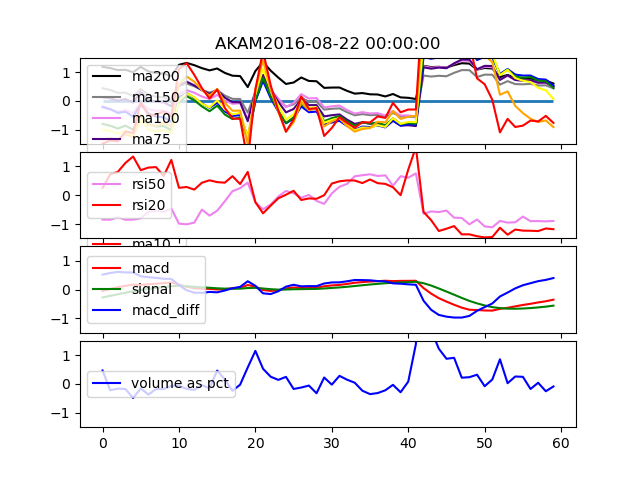 AKAM2016-08-22 00:00:00
1
0
−1
ma200
ma150
ma100
ma75
ma10
1
0
−1
rsi50
rsi20
1
0
−1
macd
signal
macd_diff
1
0
−1
volume as pct
0 10 20 30 40 50 60